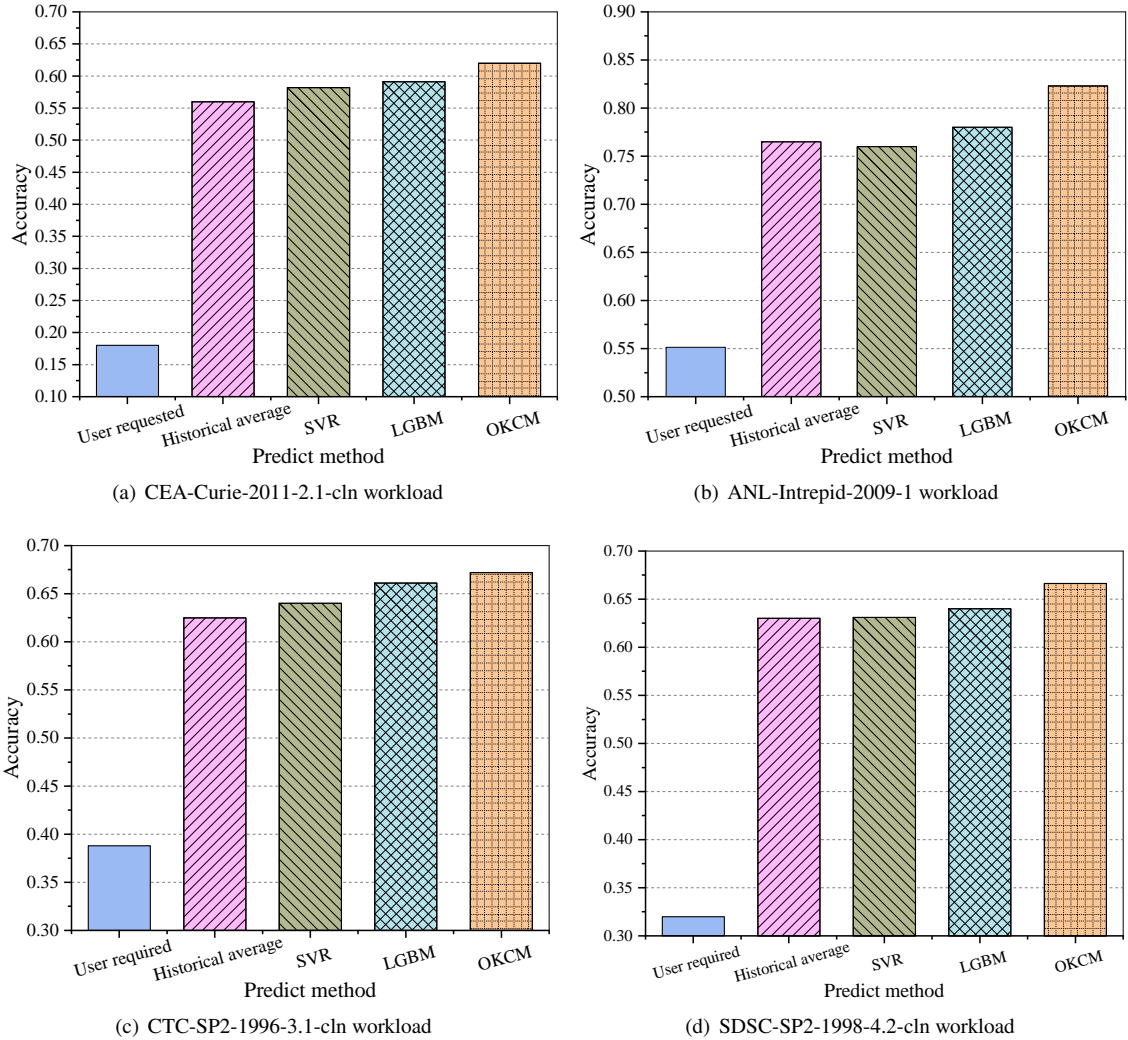 0.70
0.65
0.60
0.55
0.50
0.45
0.40
0.35
0.30
0.25
0.20
0.15
0.10
Accuracy
User requested
Historical average
SVR
LGBM
OKCM
Predict method
(a) CEA-Curie-2011-2.1-cln workload
0.90
0.85
0.80
0.75
0.70
0.65
0.60
0.55
0.50
Accuracy
User requested
Historical average
SVR
LGBM
OKCM
Predict method
(b) ANL-Intrepid-2009-1 workload
0.70
0.65
0.60
0.55
0.50
0.45
0.40
0.35
0.30
Accuracy
User required
Historical average
SVR
LGBM
OKCM
Predict method
(c) CTC-SP2-1996-3.1-cln workload
0.70
0.65
0.60
0.55
0.50
0.45
0.40
0.35
0.30
Accuracy
User required
Historical average
SVR
LGBM
OKCM
Predict method
(d) SDSC-SP2-1998-4.2-cln workload